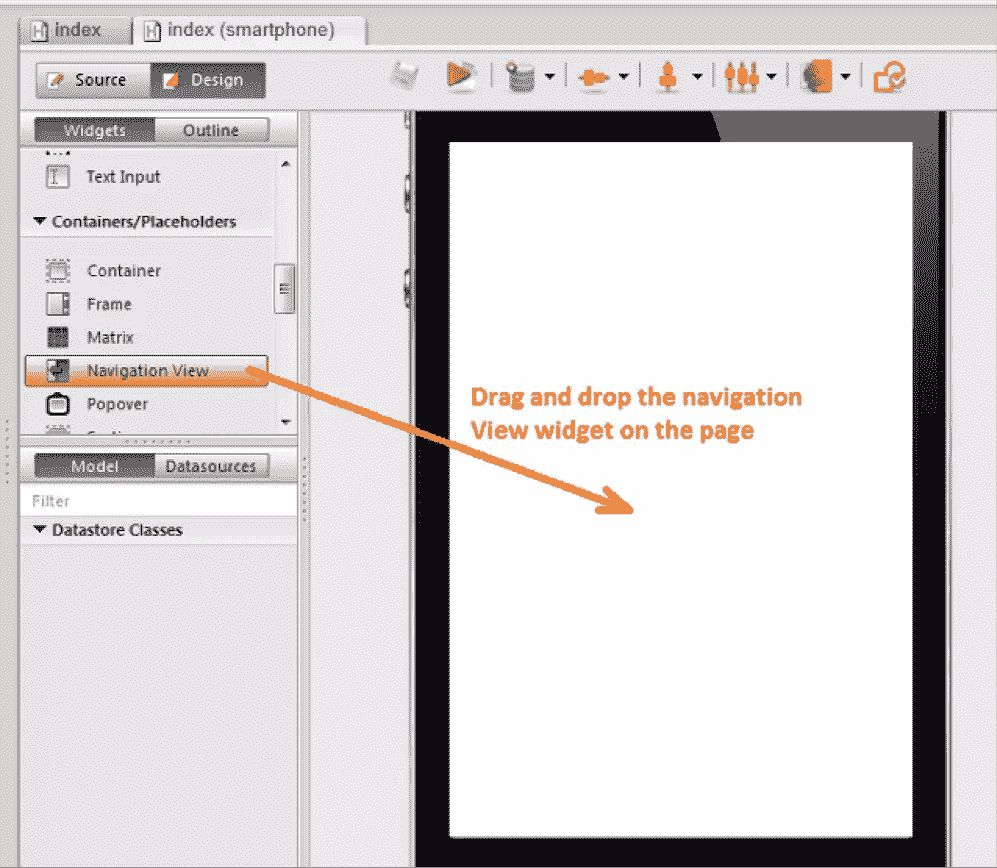 index
index (smartphone)
Source
Design
Widgets
Outline
Text Input
Containers/Placeholders
Container
Frame
Matrix
Navigation View
Popover
Model
Datasources
Filter
Datastore Classes
Drag and drop the navigation
View widget on the page